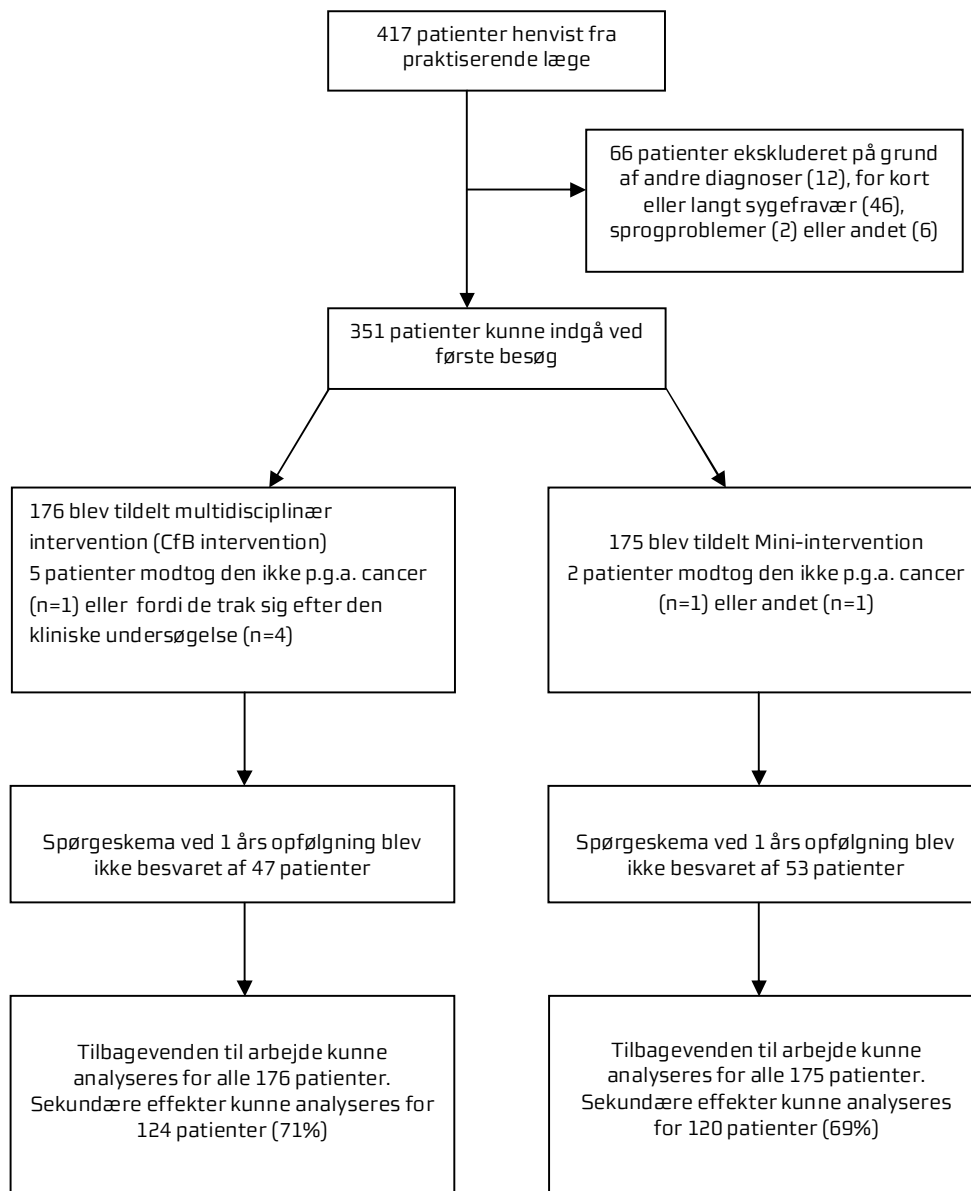 417 patienter henvist fra
praktiserende læge
66 patienter ekskluderet på grund
af andre diagnoser (12), for kort
eller langt sygefravær (46),
sprogproblemer (2) eller andet (6)
351 patienter kunne indgå ved
første besøg
176 blev tildelt multidisciplinær
intervention (CfB intervention)
5 patienter modtog den ikke p.g.a. cancer
(n=1) eller fordi de trak sig efter den
kliniske undersøgelse (n=4)
175 blev tildelt Mini-intervention
2 patienter modtog den ikke p.g.a. cancer
(n=1) eller andet (n=1)
Spørgeskema ved 1 års opfølgning blev
ikke besvaret af 47 patienter
Spørgeskema ved 1 års opfølgning blev
ikke besvaret af 53 patienter
Tilbagevenden til arbejde kunne
analyseres for alle 176 patienter.
Sekundære effekter kunne analyseres for
124 patienter (71%)
Tilbagevenden til arbejde kunne
analyseres for alle 175 patienter.
Sekundære effekter kunne analyseres
for 120 patienter (69%)